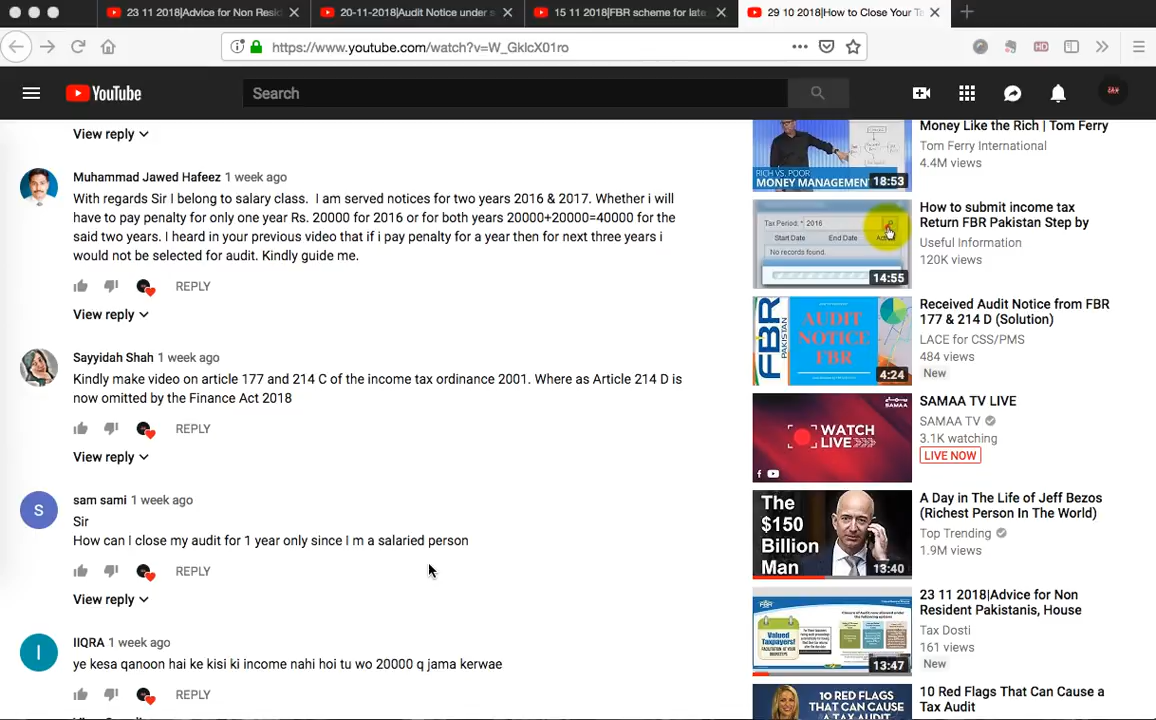 23 11 2018|Advice for Non Resid
20-11-2018|Audit Notice under s
15 11 2018|FBR scheme for late
29 10 2018|How to Close Your T
https://www.youtube.com/watch?v=W_GklcX01ro
HD
YouTube
Search
View reply
Muhammad Jawed Hafeez 1 week ago
With regards Sir I belong to salary class. I am served notices for two years 2016 & 2017. Whether i will
have to pay penalty for only one year Rs. 20000 for 2016 or for both years 20000+20000=40000 for the
said two years. I heard in your previous video that if i pay penalty for a year then for next three years i
would not be selected for audit. Kindly guide me.
REPLY
View reply
Sayyidah Shah 1 week ago
Kindly make video on article 177 and 214 C of the income tax ordinance 2001. Where as Article 214 D is
now omitted by the Finance Act 2018
REPLY
View reply
S
sam sami 1 week ago
Sir
How can I close my audit for 1 year only since I m a salaried person
REPLY
View reply
I
IIQRA 1 week ago
ye kesa qanoon hai ke kisi ki income nahi hoi tu wo 20000 q jama kerwae
REPLY
RICH VS. POOR
MONEY MANAGEMEN
18:53
Money Like the Rich | Tom Ferry
Tom Ferry International
4.4M views
Tax Period: * 2016
Start Date End Date
No records found.
14:55
How to submit income tax
Return FBR Pakistan Step by
Useful Information
120K views
FBR
PAKISTAN
AUDIT
NOTICE
FBR
4:24
Received Audit Notice from FBR
177 & 214 D (Solution)
LACE for CSS/PMS
484 views
New
SAMAA TV
WATCH
LIVE
SAMAA TV LIVE
SAMAA TV
3.1K watching
LIVE NOW
The
$150
Billion
Man
13:40
A Day in The Life of Jeff Bezos
(Richest Person In The World)
Top Trending
1.9M views
FBR
Valued
Taxpayers!
13:47
23 11 2018|Advice for Non
Resident Pakistanis, House
Tax Dosti
161 views
New
10 RED FLAGS
THAT CAN CAUSE
A TAX AUDIT
10 Red Flags That Can Cause a
Tax Audit